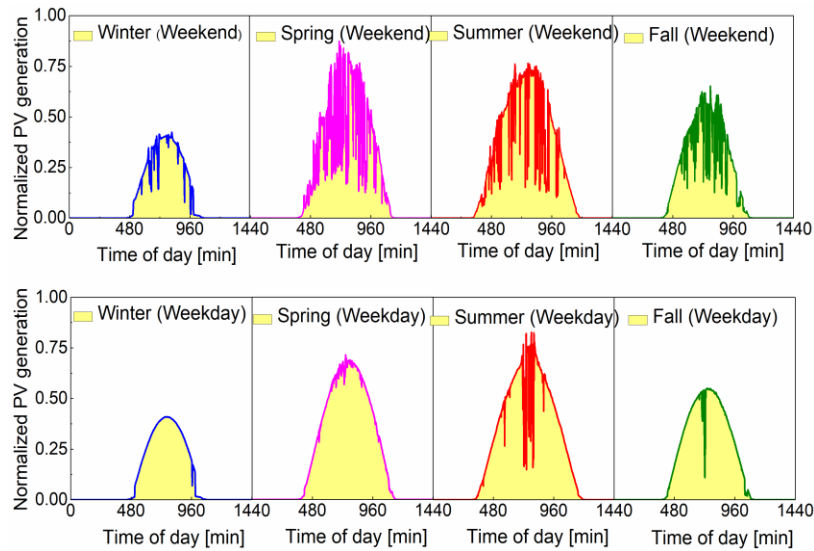 Normalized PV generation
1.00
0.75
0.50
0.25
0.00
Winter (Weekend)
Spring (Weekend)
Summer (Weekend)
Fall (Weekend)
0 480 960 1440 480 960 1440 480 960 1440 480 960 1440
Time of day [min] Time of day [min] Time of day [min] Time of day [min]
Normalized PV generation
1.00
0.75
0.50
0.25
0.00
Winter (Weekday)
Spring (Weekday)
Summer (Weekday)
Fall (Weekday)
0 480 960 1440 480 960 1440 480 960 1440 480 960 1440
Time of day [min] Time of day [min] Time of day [min] Time of day [min]